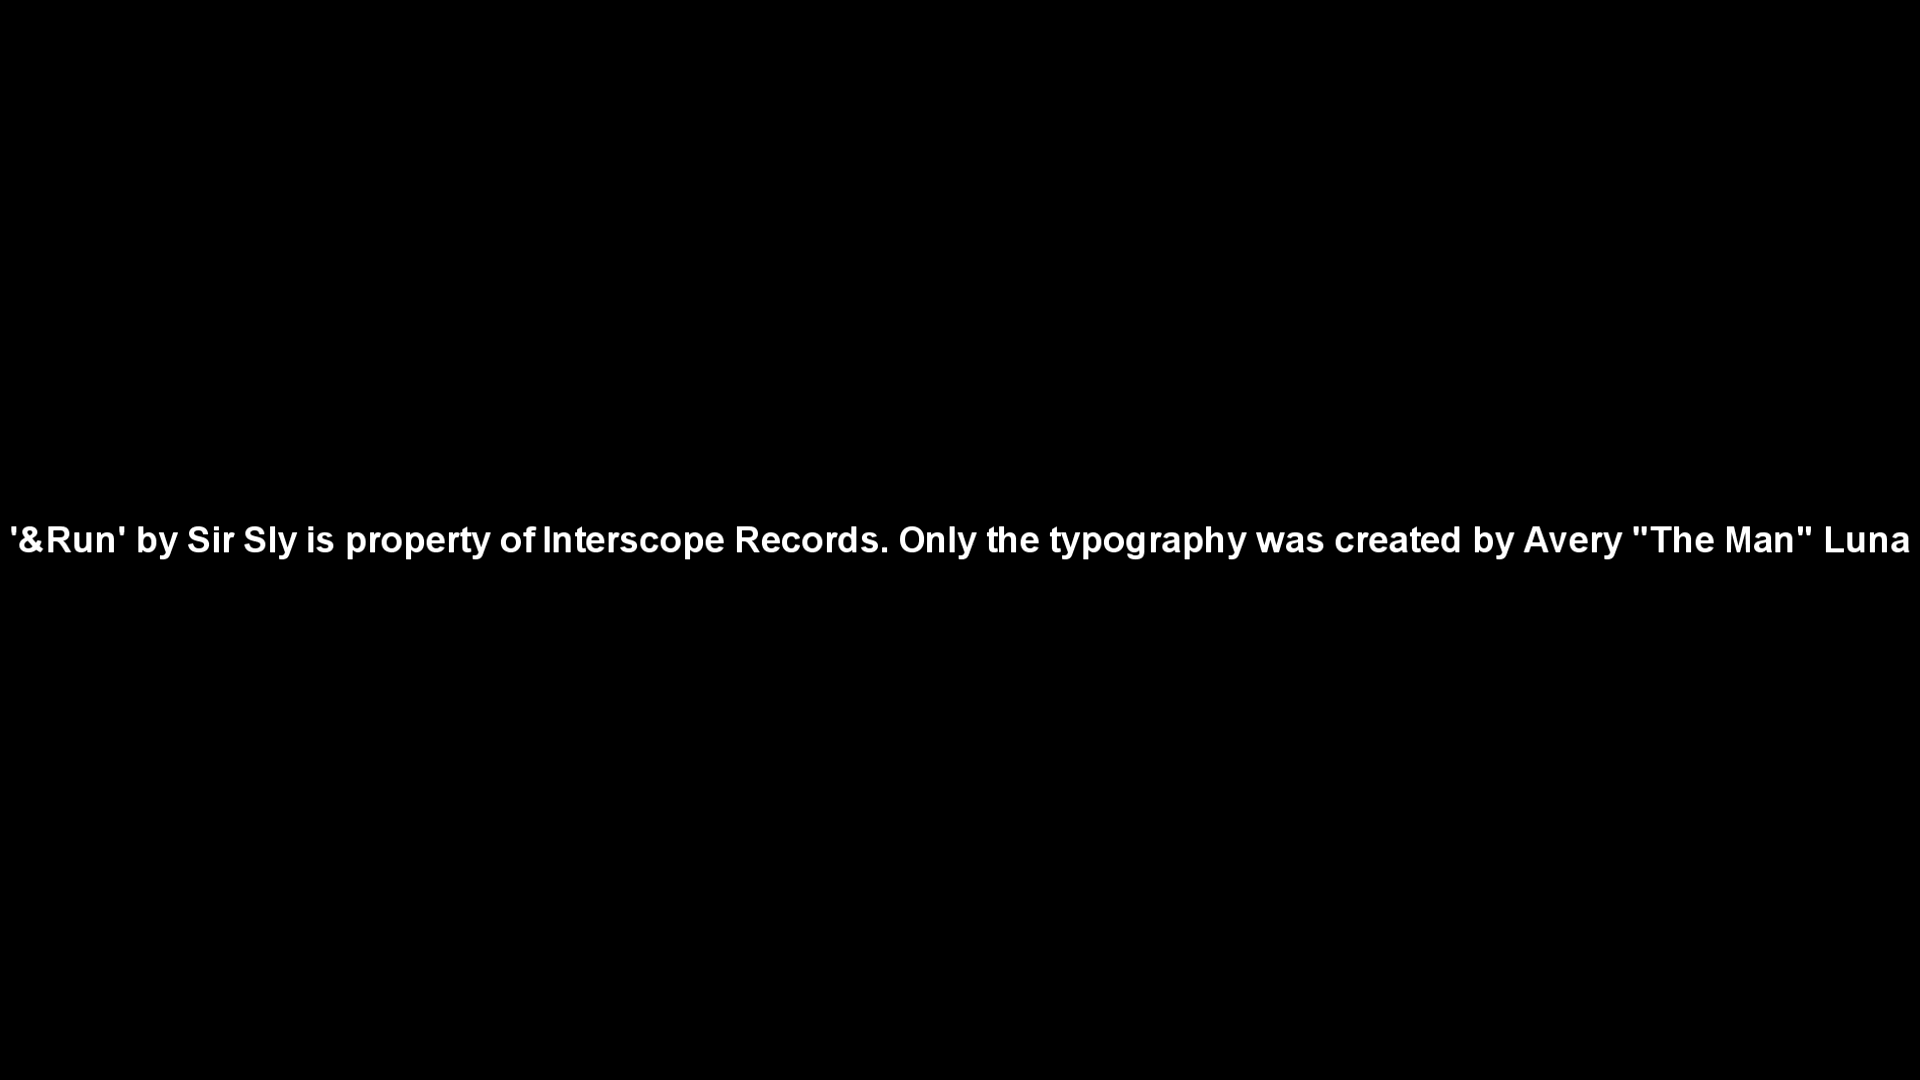 '&Run' by Sir Sly is property of Interscope Records. Only the typography was created by Avery "The Man" Luna